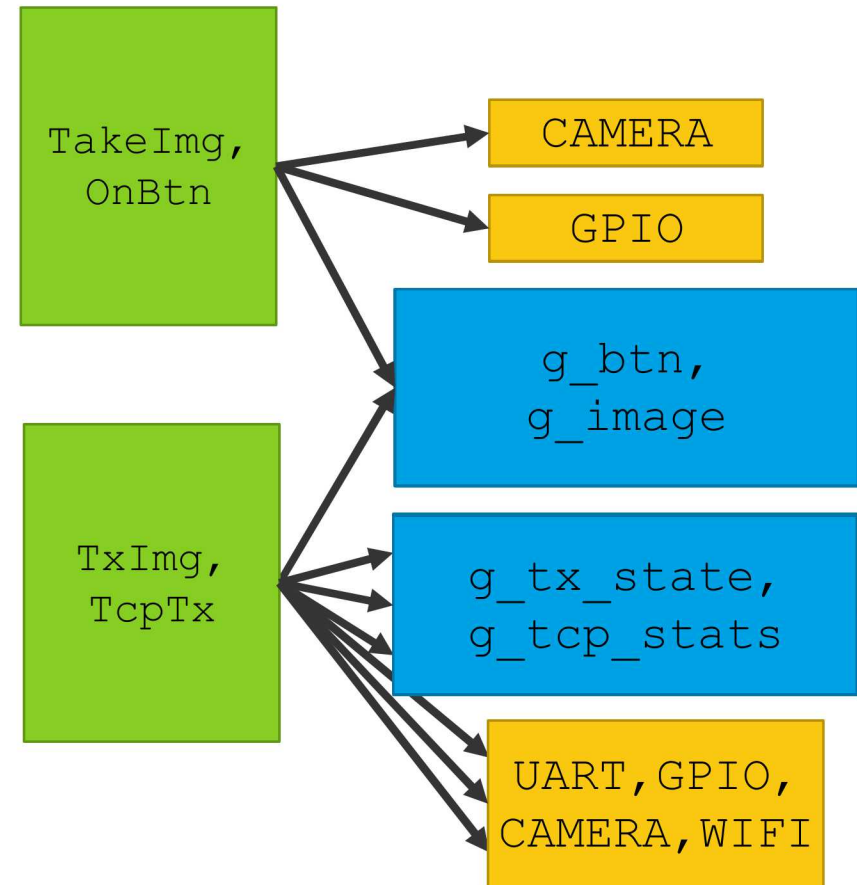 TakeImg,
OnBtn
CAMERA
GPIO
g_btn,
g_image
TxImg,
TcpTx
g_tx_state,
g_tcp_stats
UART,GPIO,
CAMERA,WIFI